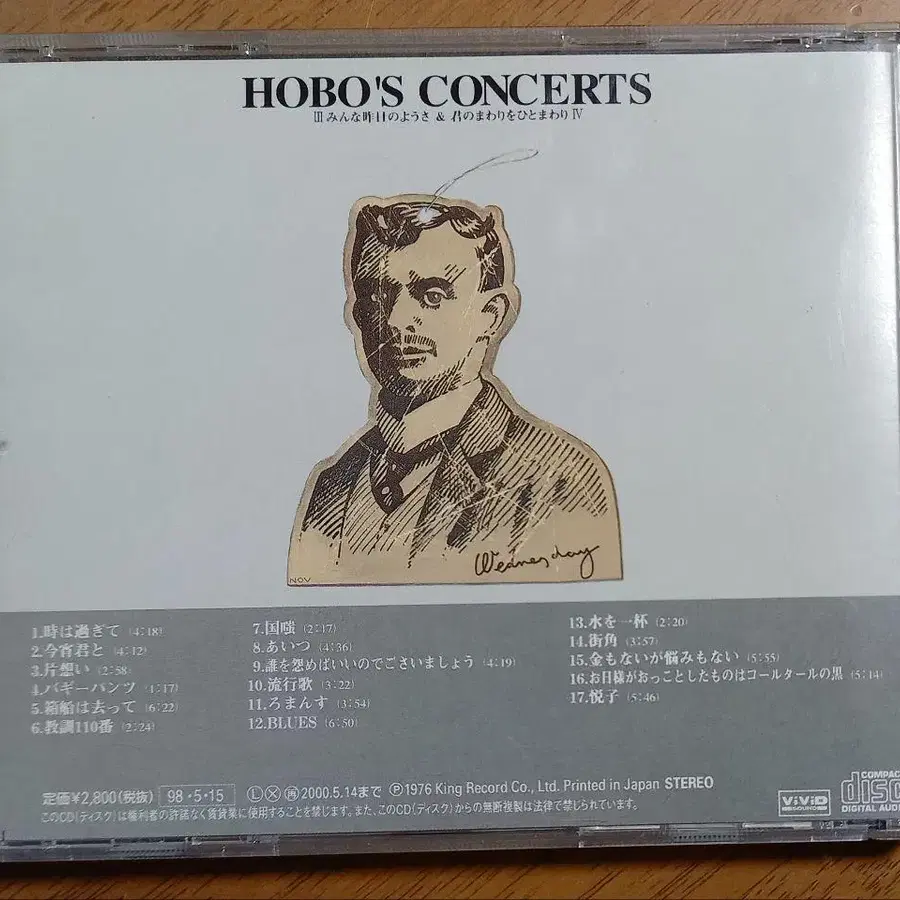 HOBO'S CONCERTS
III みんな昨日のようさ & 君のまわりをひとまわり IV
Wednesday
NOV
1.時は過ぎて (4:18)
2.今宵君と (4:12)
3.片想い (2:58)
4.バギーパンツ (1:17)
5.箱船は去って (6:22)
6.教訓110番 (2:24)
7.国嗤 (2:17)
8.あいつ (4:36)
9.誰を怨めばいいのでございましょう (4:19)
10.流行歌 (3:22)
11.ろまんす (3:54)
12.BLUES (6:50)
13.水を一杯 (2:20)
14.街角 (3:57)
15.金もないが悩みもない (5:55)
16.お日様がおっことしたものはコールタールの黒 (5:14)
17.悦子 (5:46)
定価¥2,800(税抜) 98・5・15 Ⓛ Ⓧ 再 2000.5.14まで Ⓟ1976 King Record Co., Ltd. Printed in Japan STEREO
このCD(ディスク)は権利者の許諾なく賃貸業に使用することを禁じます。また、このCD(ディスク)からの無断複製は法律で禁じられています。
ViViD
SOUND
COMPACT
disc
DIGITAL AUDIO